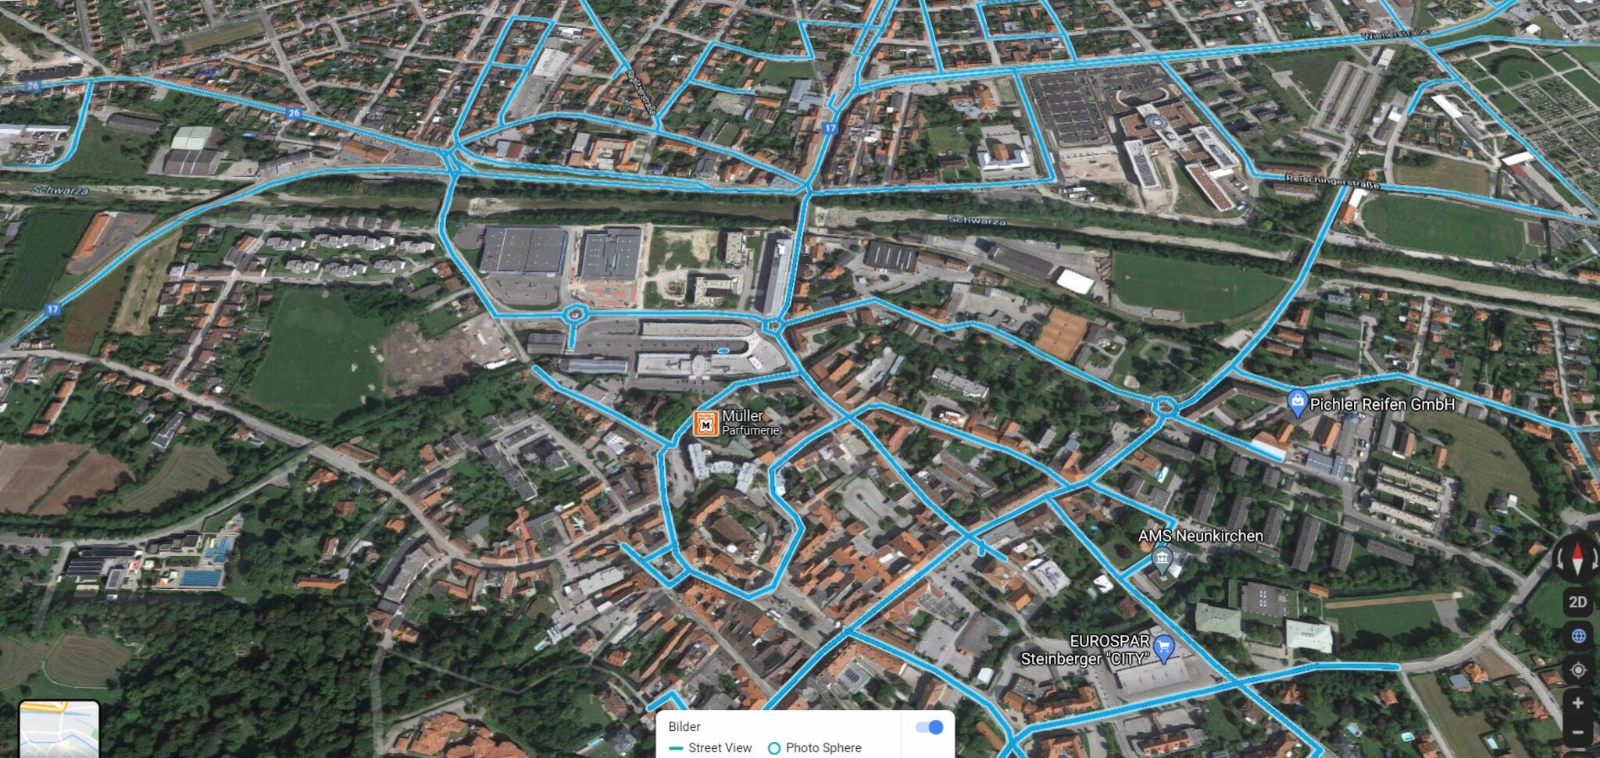 Wienerstraße
26
26
17
Reischingerstraße
Schwarza
Schwarza
17
Pichler Reifen GmbH
Müller
Parfümerie
AMS Neunkirchen
2D
EUROSPAR
Steinberger "CITY"
Bilder
Street View
Photo Sphere